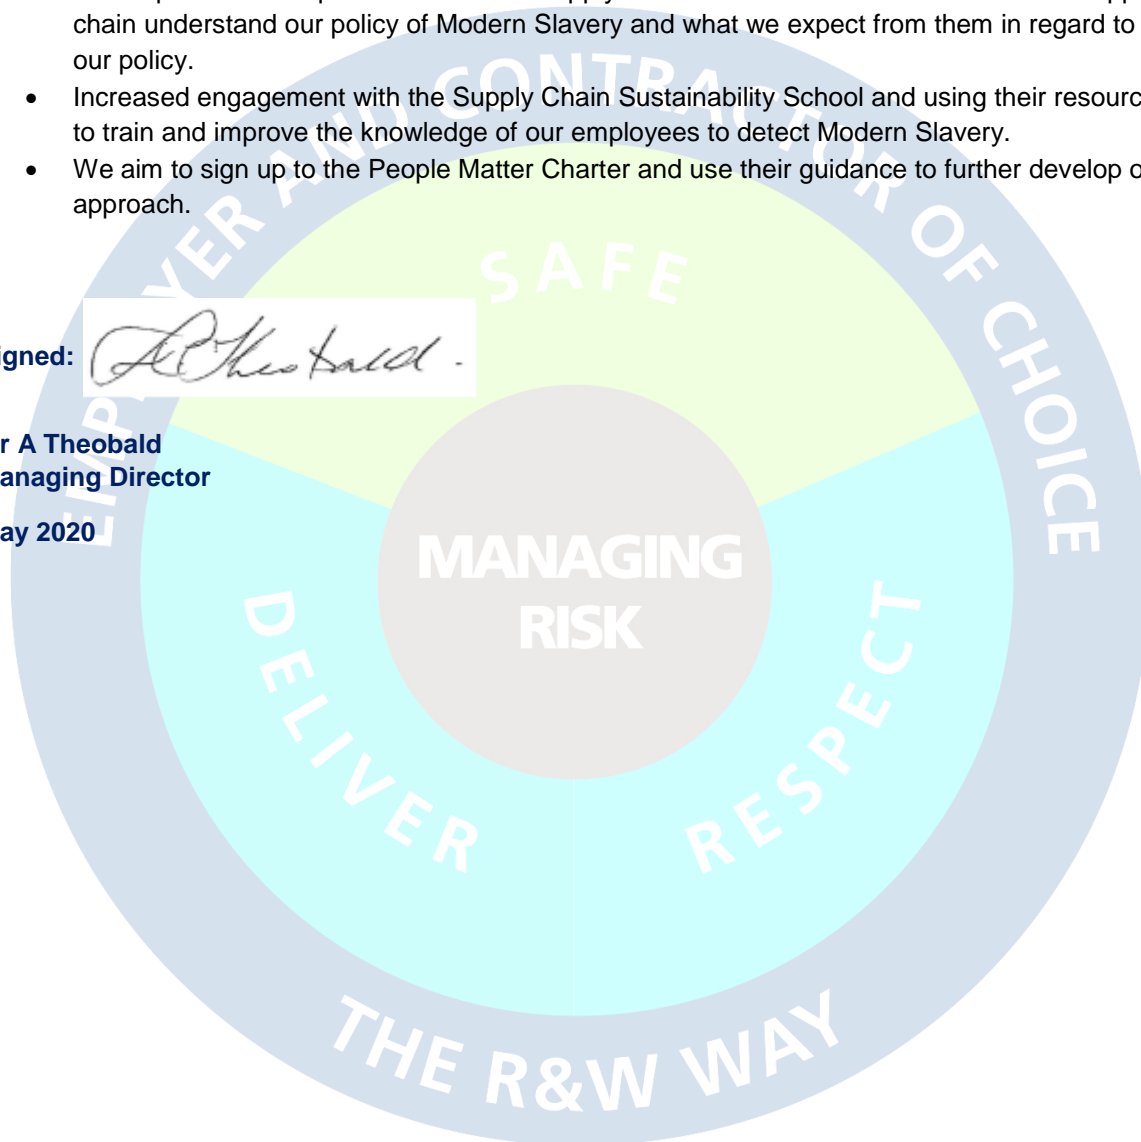 chain understand our policy of Modern Slavery and what we expect from them in regard to
our policy.
• Increased engagement with the Supply Chain Sustainability School and using their resourc
to train and improve the knowledge of our employees to detect Modern Slavery.
• We aim to sign up to the People Matter Charter and use their guidance to further develop o
approach.
igned: A Theobald.
r A Theobald
anaging Director
ay 2020
EMPLOYER AND CONTRACTOR OF CHOICE
SAFE
MANAGING
RISK
DELIVER
RESPECT
THE R&W WAY